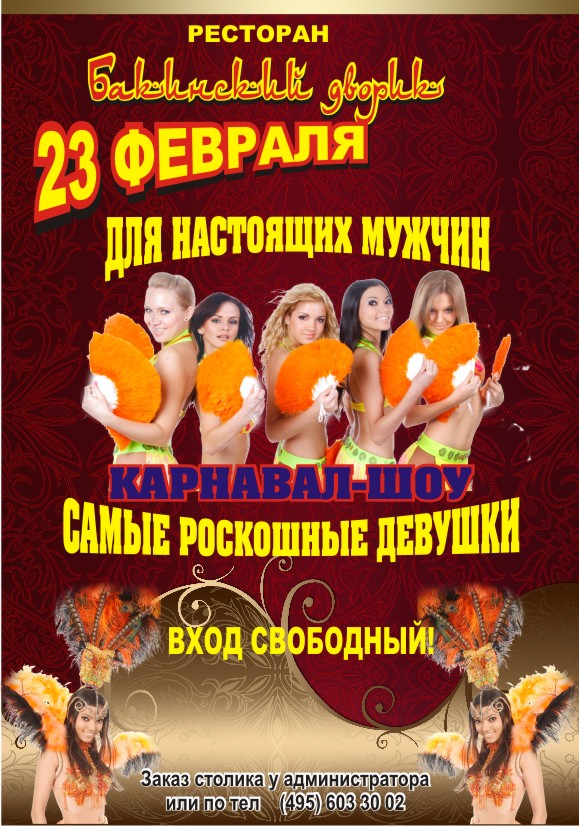 РЕСТОРАН
Бакинский дворик
23 ФЕВРАЛЯ
ДЛЯ НАСТОЯЩИХ МУЖЧИН
КАРНАВАЛ-ШОУ
САМЫЕ РОСКОШНЫЕ ДЕВУШКИ
ВХОД СВОБОДНЫЙ!
Заказ столика у администратора
или по тел (495) 603 30 02